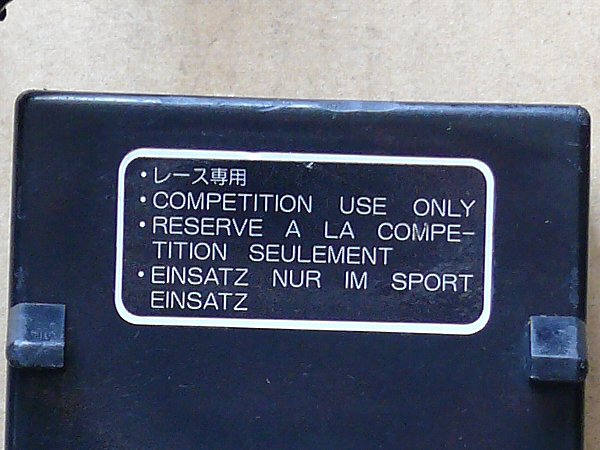 ・レース専用
・COMPETITION USE ONLY
・RESERVE A LA COMPE-
TITION SEULEMENT
・EINSATZ NUR IM SPORT
EINSATZ